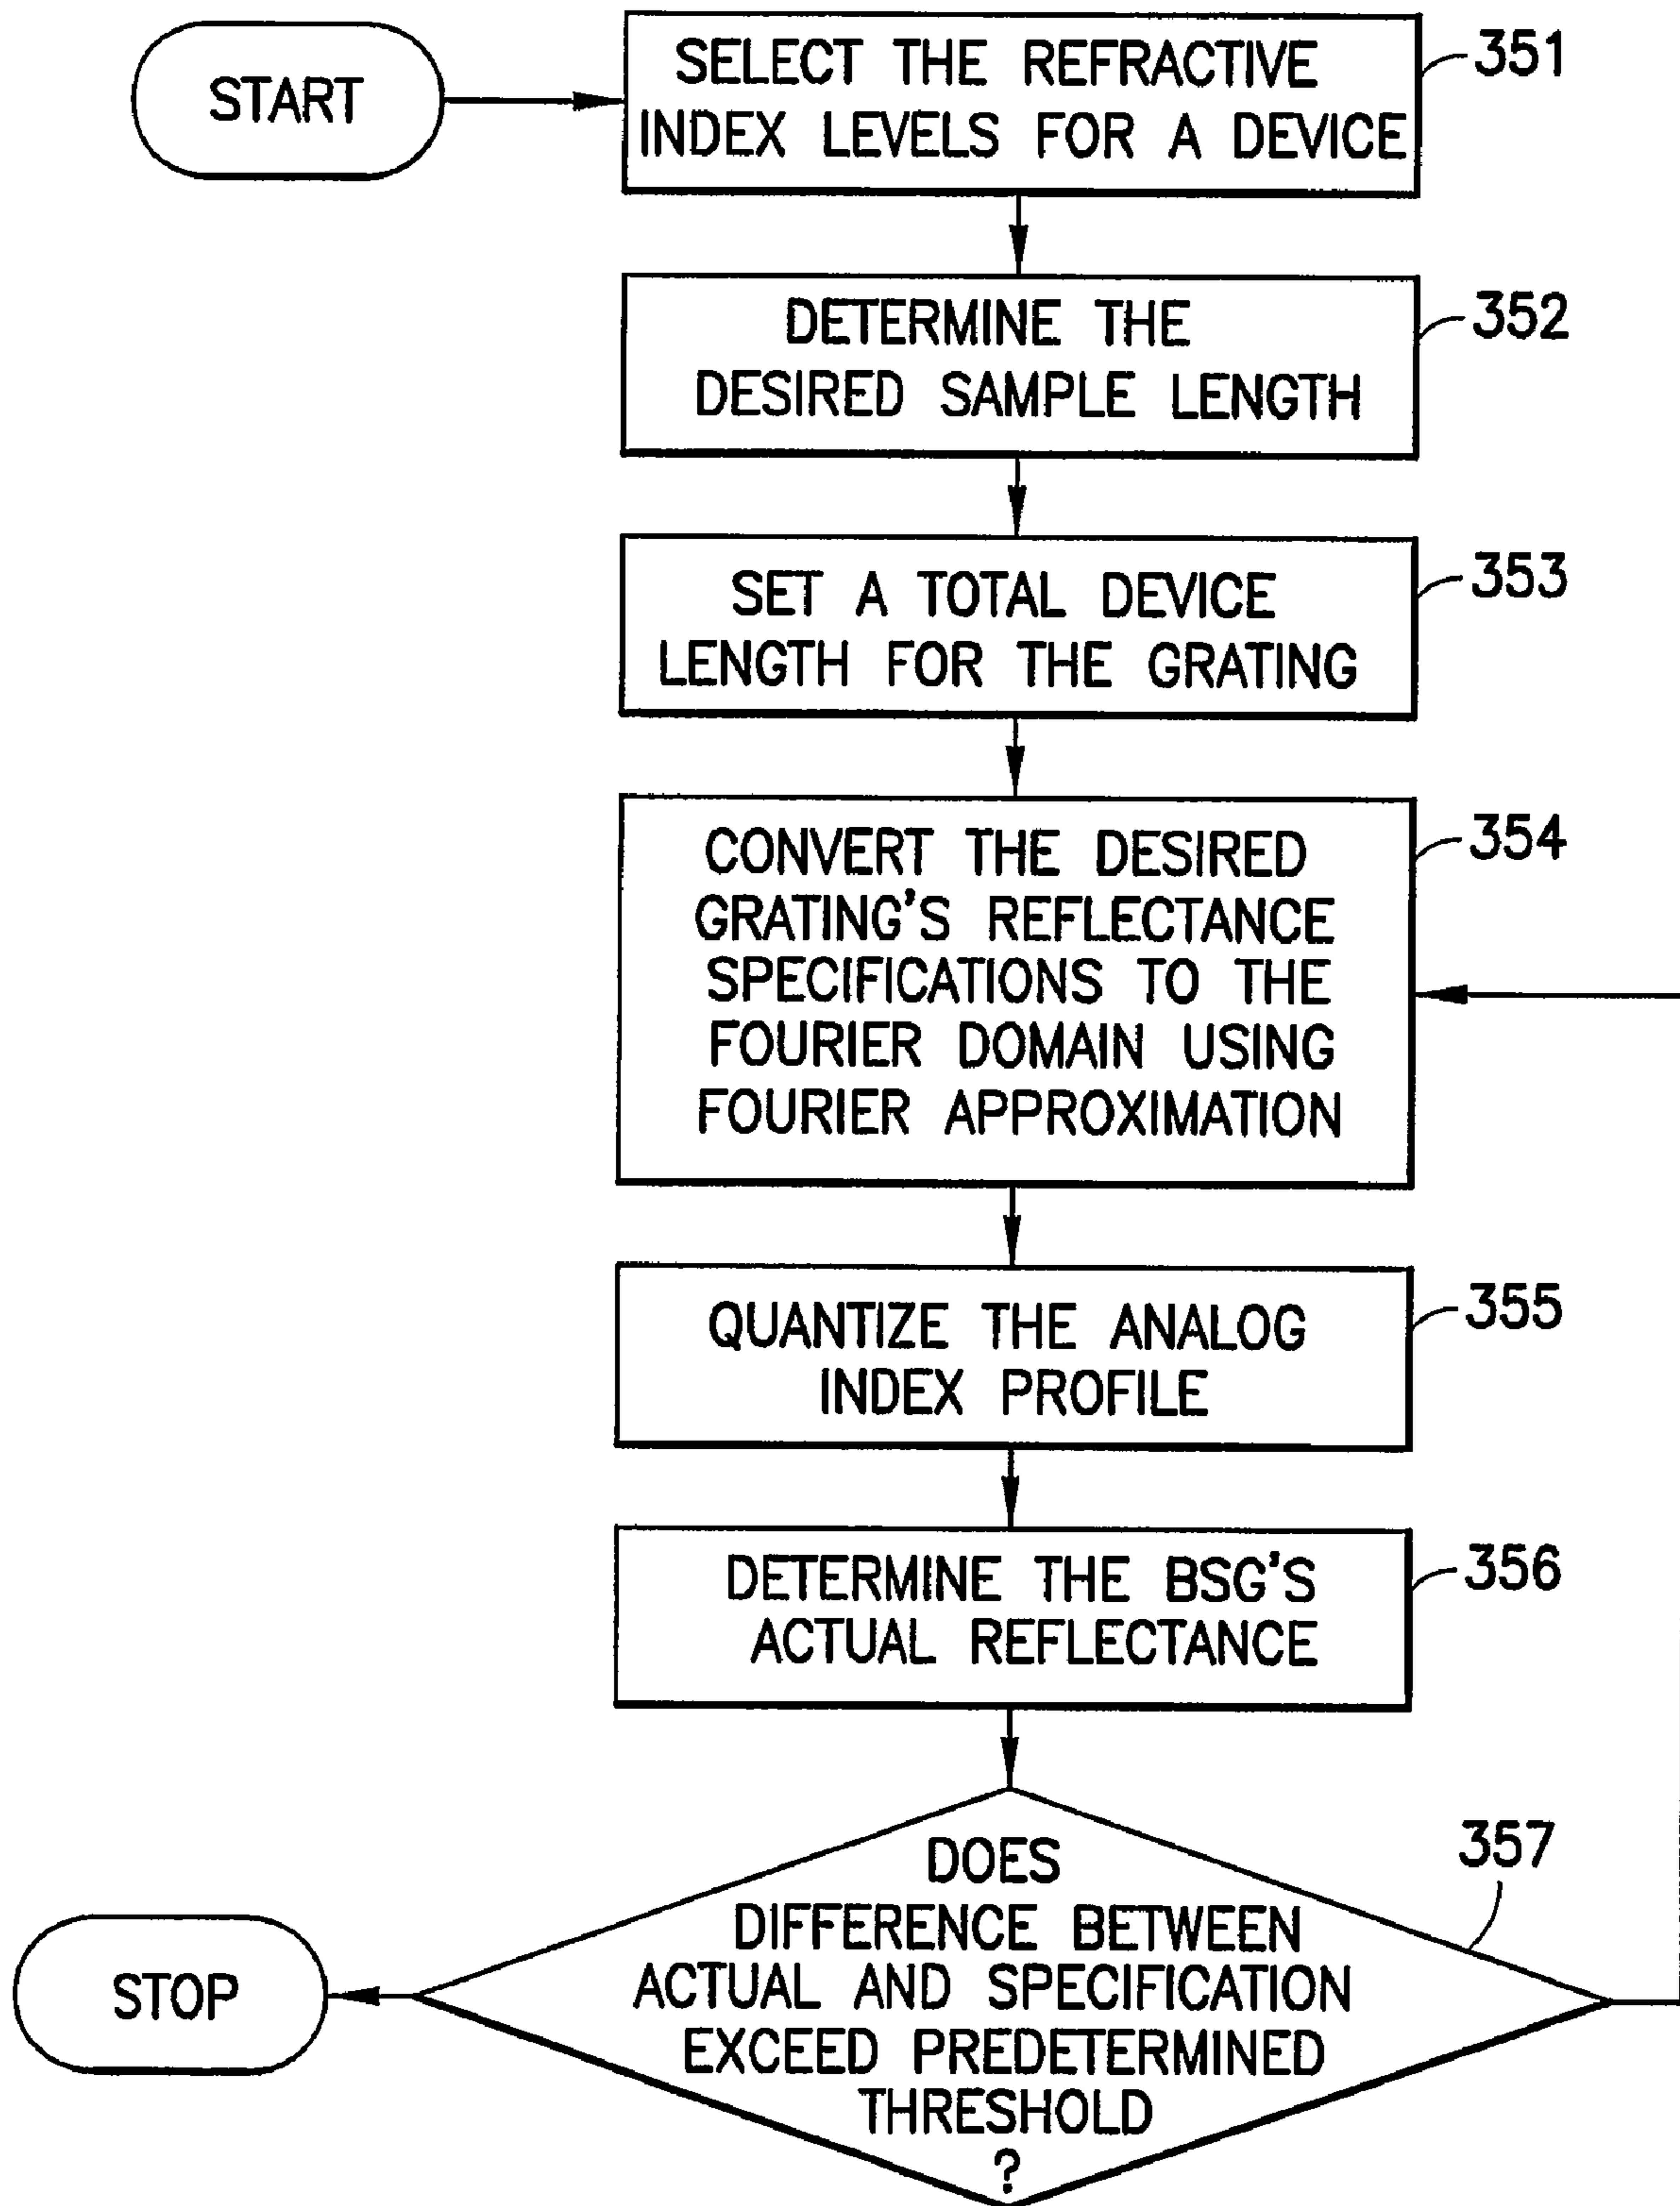 START
SELECT THE REFRACTIVE
INDEX LEVELS FOR A DEVICE
351
DETERMINE THE
DESIRED SAMPLE LENGTH
352
SET A TOTAL DEVICE
LENGTH FOR THE GRATING
353
CONVERT THE DESIRED
GRATING'S REFLECTANCE
SPECIFICATIONS TO THE
FOURIER DOMAIN USING
FOURIER APPROXIMATION
354
QUANTIZE THE ANALOG
INDEX PROFILE
355
DETERMINE THE BSG'S
ACTUAL REFLECTANCE
356
DOES
DIFFERENCE BETWEEN
ACTUAL AND SPECIFICATION
EXCEED PREDETERMINED
THRESHOLD
?
357
STOP